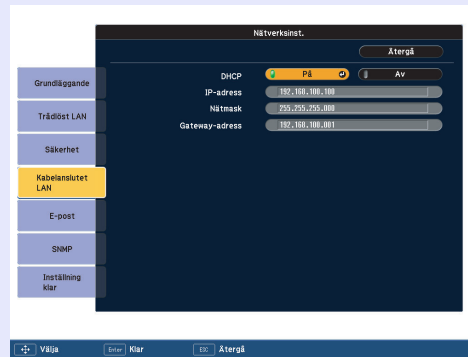 Nätverksinst.
Återgå
DHCP På Av
IP-adress 192.168.100.100
Nätmask 255.255.255.000
Gateway-adress 192.168.100.001
Grundläggande
Trådlöst LAN
Säkerhet
Kabelanslutet
LAN
E-post
SNMP
Inställning
klar
Välja Enter Klar ESC Återgå